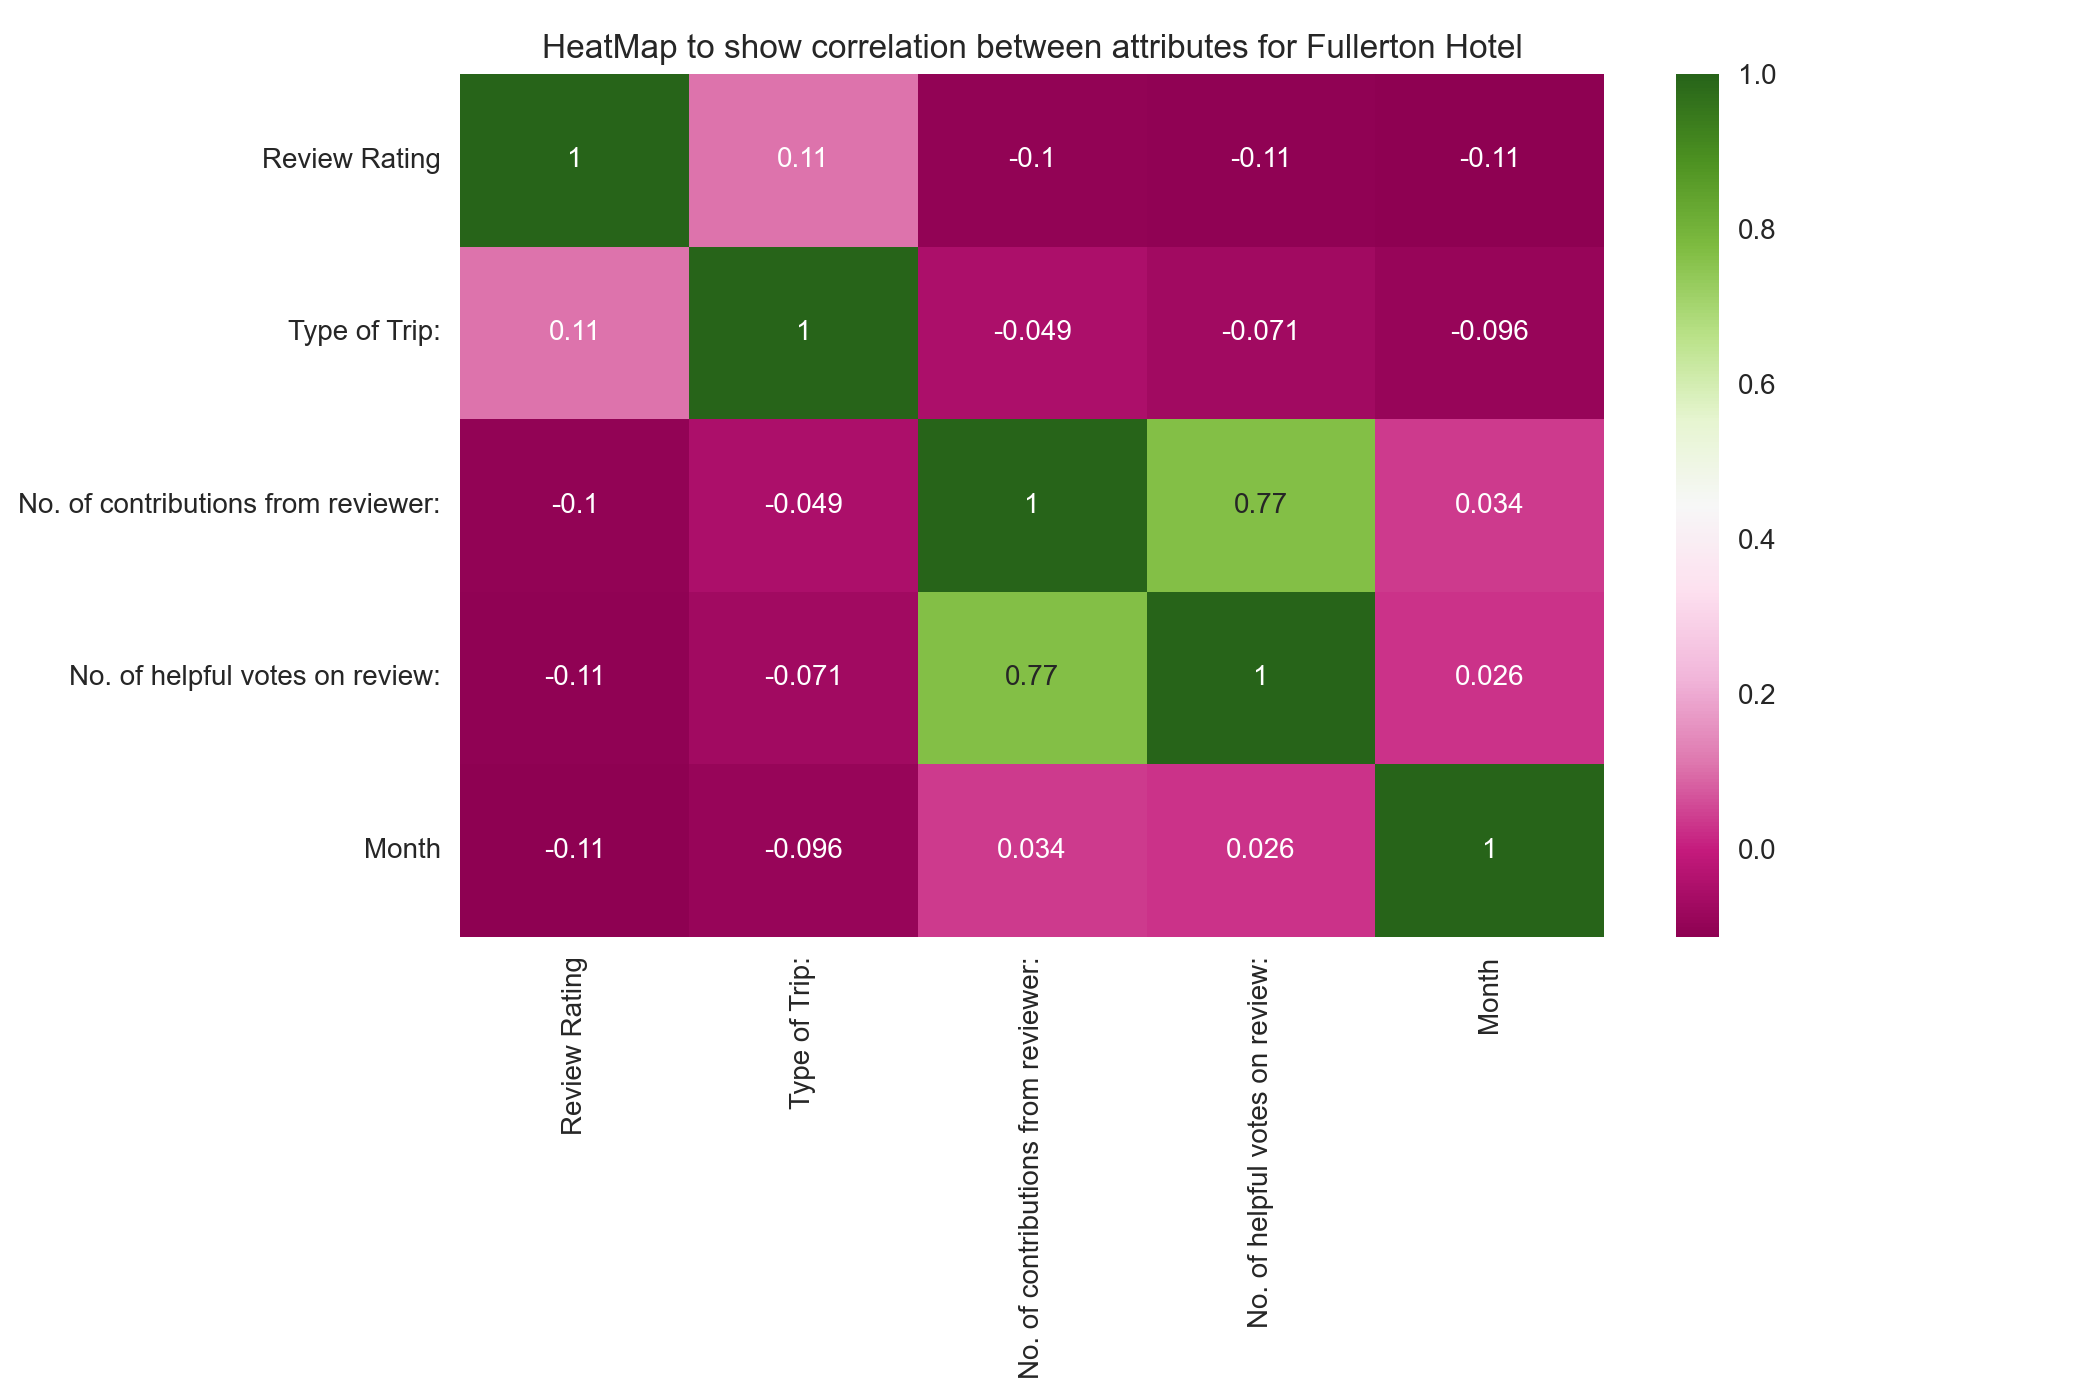 HeatMap to show correlation between attributes for Fullerton Hotel
Review Rating 1 0.11 -0.1 -0.11 -0.11
Type of Trip: 0.11 1 -0.049 -0.071 -0.096
No. of contributions from reviewer: -0.1 -0.049 1 0.77 0.034
No. of helpful votes on review: -0.11 -0.071 0.77 1 0.026
Month -0.11 -0.096 0.034 0.026 1
Review Rating
Type of Trip:
No. of contributions from reviewer:
No. of helpful votes on review:
Month
1.0
0.8
0.6
0.4
0.2
0.0